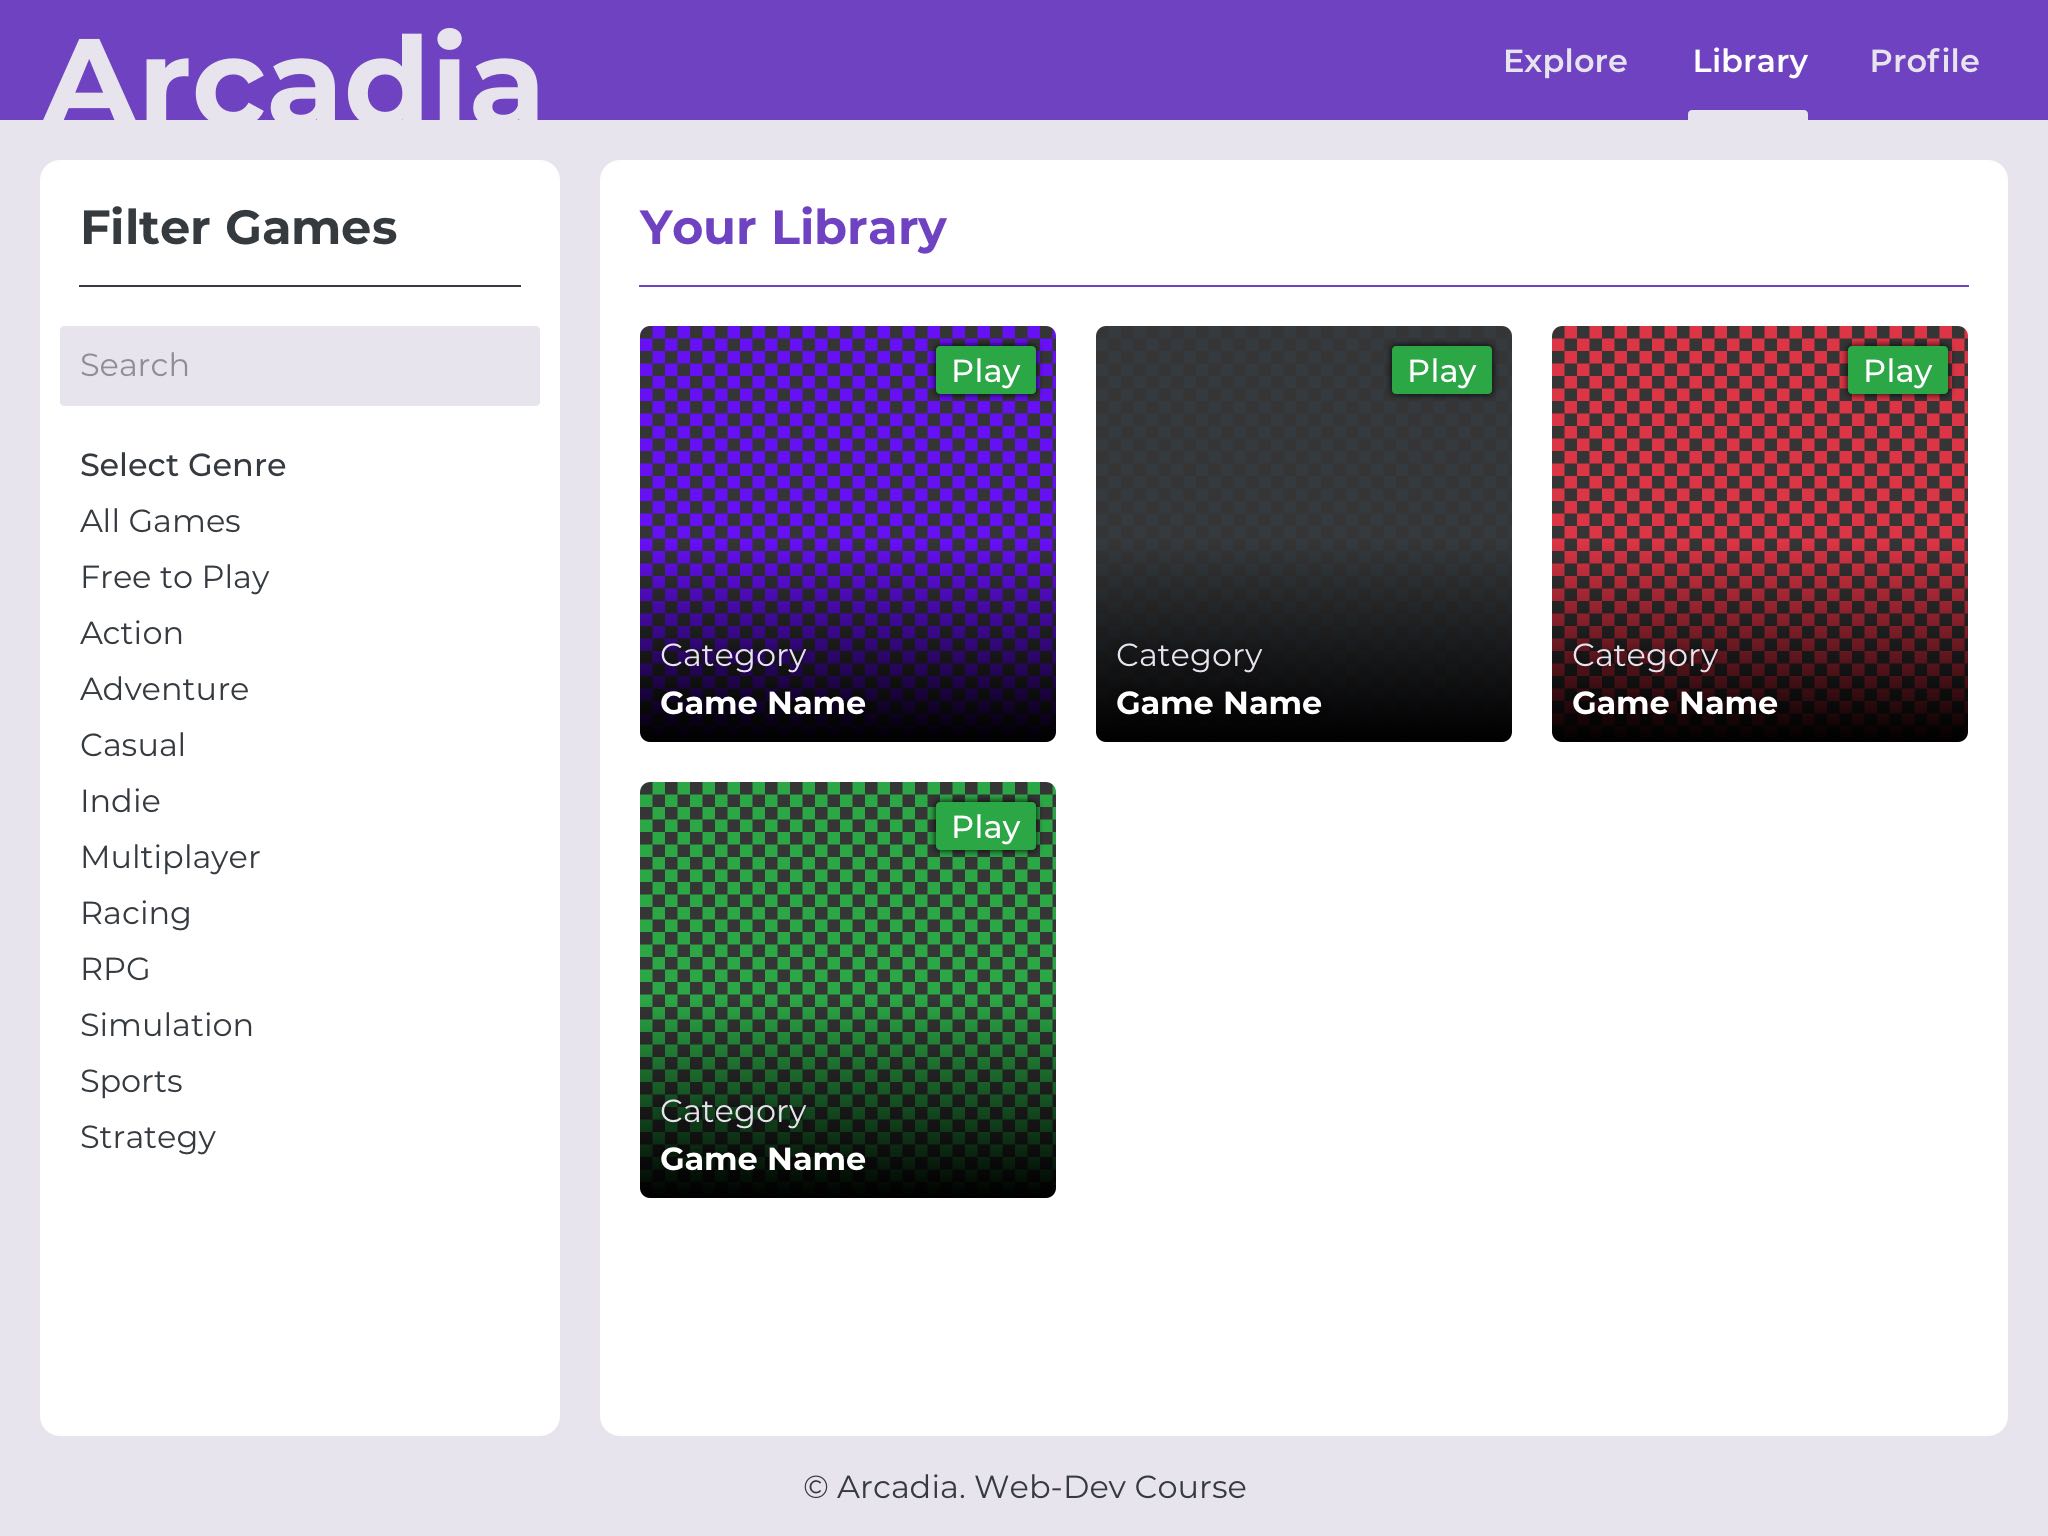 Arcadia
Explore
Library
Profile
Filter Games
Search
Select Genre
All Games
Free to Play
Action
Adventure
Casual
Indie
Multiplayer
Racing
RPG
Simulation
Sports
Strategy
Your Library
Play
Category
Game Name
Play
Category
Game Name
Play
Category
Game Name
Play
Category
Game Name
© Arcadia. Web-Dev Course